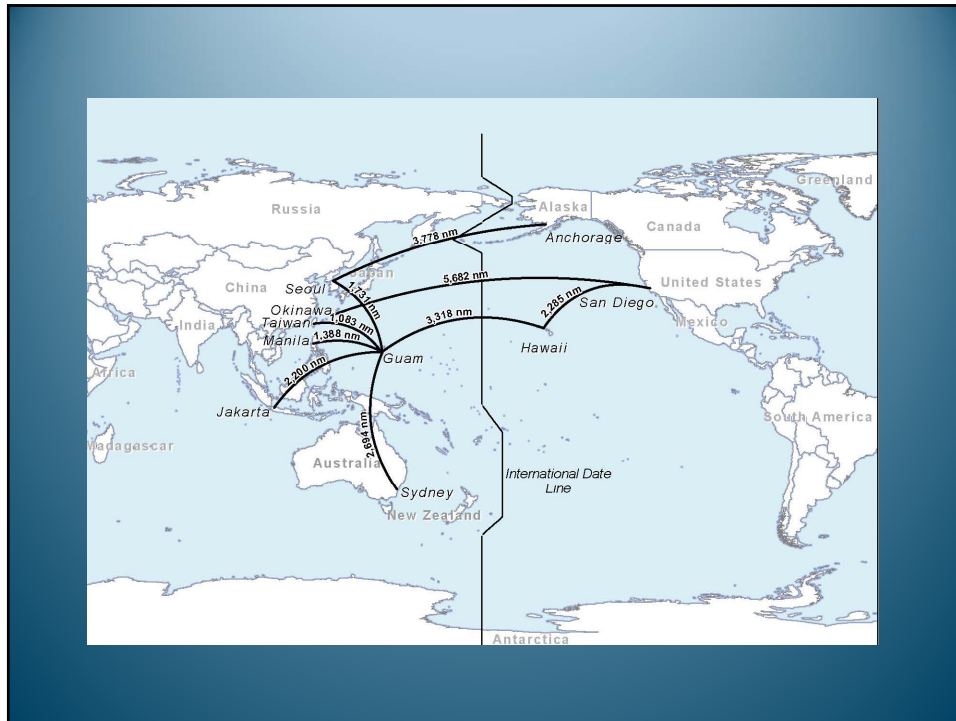 Greenland
Russia
Alaska
Canada
3,778 nm
Anchorage
Japan
China
Seoul
1,731 nm
5,682 nm
United States
San Diego
2,285 nm
Okinawa
Taiwan
1,083 nm
India
3,318 nm
Mexico
Manila
1,388 nm
Guam
Hawaii
Africa
2,200 nm
Jakarta
South America
2,694 nm
Madagascar
Australia
International Date
Line
Sydney
New Zealand
Antarctica